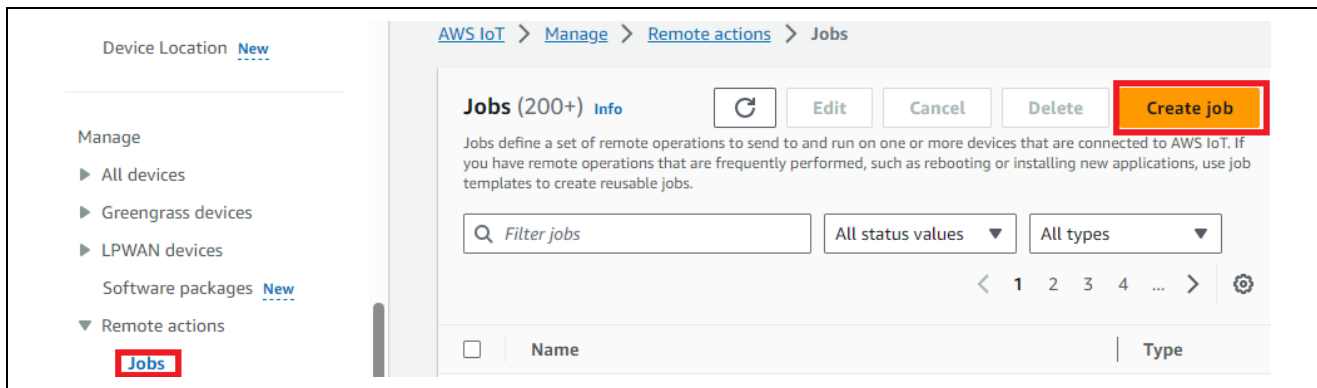 Device Location New
Manage
All devices
Greengrass devices
LPWAN devices
Software packages New
Remote actions
Jobs
AWS IoT > Manage > Remote actions > Jobs
Jobs (200+) Info Edit Cancel Delete Create job
Jobs define a set of remote operations to send to and run on one or more devices that are connected to AWS IoT. If
you have remote operations that are frequently performed, such as rebooting or installing new applications, use job
templates to create reusable jobs.
Filter jobs All status values All types
< 1 2 3 4 ... >
Name Type